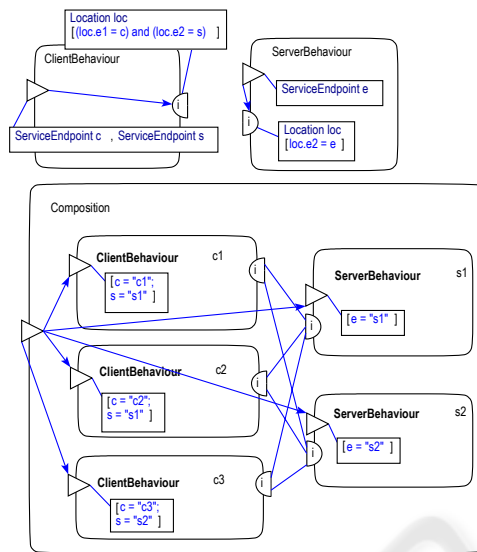 Location loc
[(loc.e1 = c) and (loc.e2 = s) ]
ClientBehaviour
i
ServiceEndpoint c , ServiceEndpoint s
ServerBehaviour
ServiceEndpoint e
i
Location loc
[loc.e2 = e ]
Composition
ClientBehaviour c1
[c = "c1";
s = "s1" ]
i
ServerBehaviour s1
[e = "s1" ]
i
ClientBehaviour c2
[c = "c2";
s = "s1" ]
i
ServerBehaviour s2
[e = "s2" ]
i
ClientBehaviour c3
[c = "c3";
s = "s2" ]
i